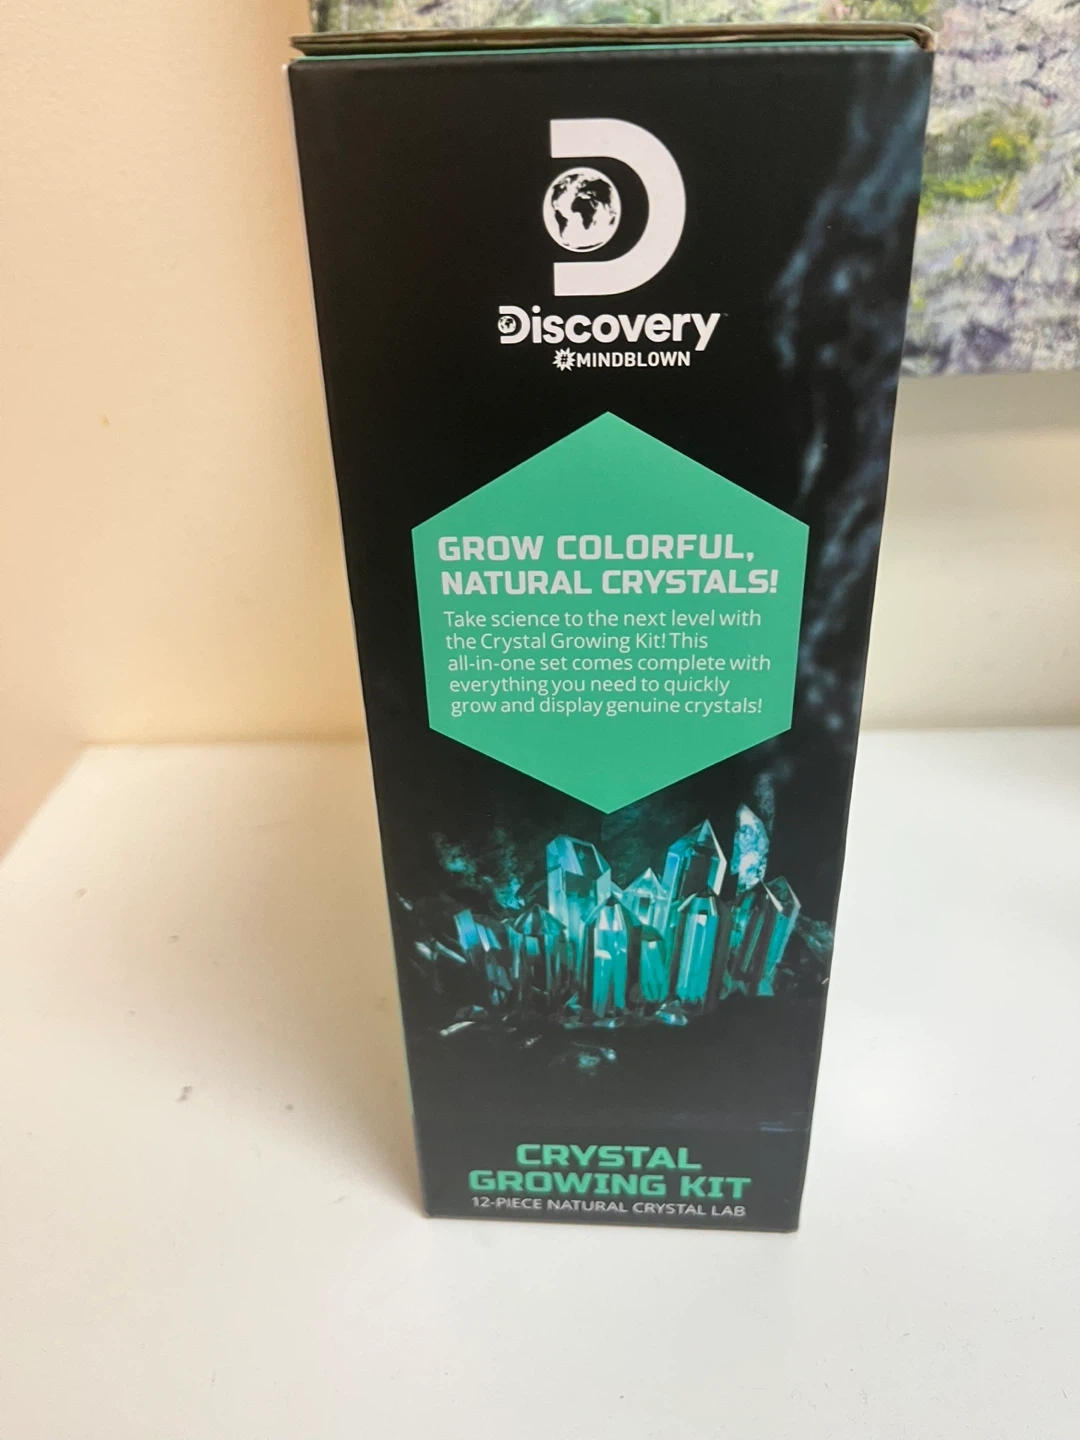 Discovery
#MINDBLOWN
GROW COLORFUL,
NATURAL CRYSTALS!
Take science to the next level with
the Crystal Growing Kit! This
all-in-one set comes complete with
everything you need to quickly
grow and display genuine crystals!
CRYSTAL
GROWING KIT
12-PIECE NATURAL CRYSTAL LAB